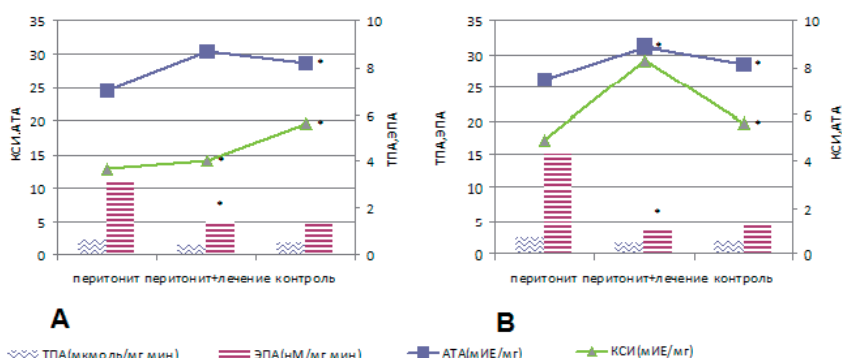 35
30
25
20
15
10
5
0
КСИ,АТА
10
8
6
4
2
0
ТПА,ЭПА
* * * *
перитонит перитонит+лечение контроль
А
35
30
25
20
15
10
5
0
ТПА,ЭПА
10
8
6
4
2
0
КСИ,АТА
* * * *
перитонит перитонит+лечение контроль
В
ТПА(мкмоль/мг мин) ЭПА(нМ/мг мин) АТА(мИЕ/мг) КСИ(мИЕ/мг)